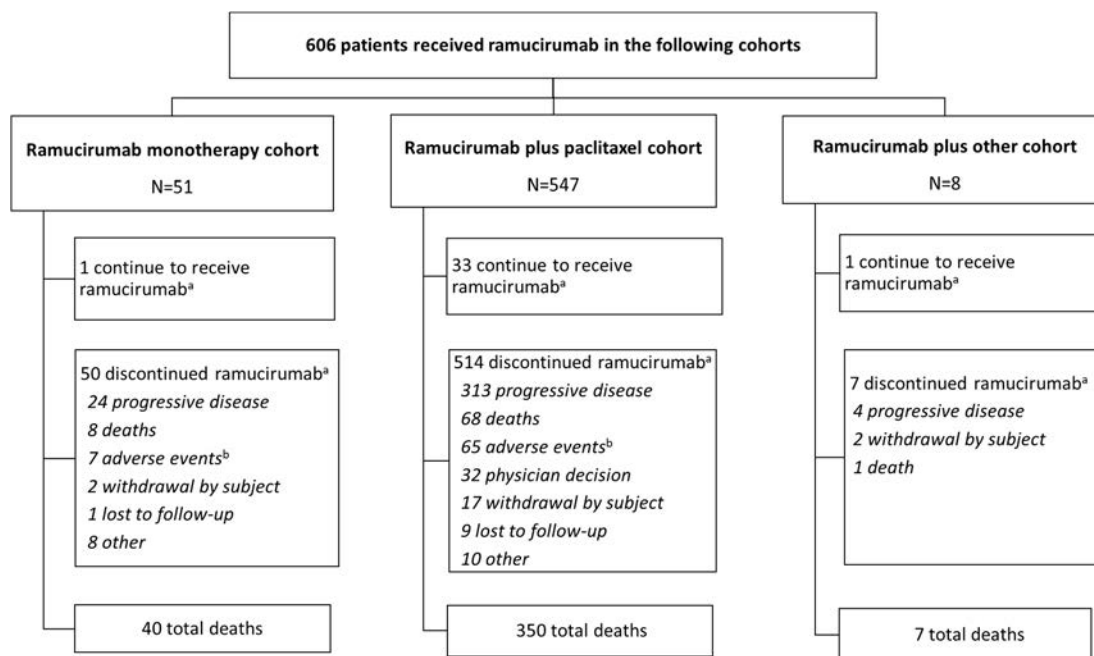 606 patients received ramucirumab in the following cohorts
Ramucirumab monotherapy cohort
N=51
1 continue to receive
ramucirumabᵃ
50 discontinued ramucirumabᵃ
24 progressive disease
8 deaths
7 adverse eventsᵇ
2 withdrawal by subject
1 lost to follow-up
8 other
40 total deaths
Ramucirumab plus paclitaxel cohort
N=547
33 continue to receive
ramucirumabᵃ
514 discontinued ramucirumabᵃ
313 progressive disease
68 deaths
65 adverse eventsᵇ
32 physician decision
17 withdrawal by subject
9 lost to follow-up
10 other
350 total deaths
Ramucirumab plus other cohort
N=8
1 continue to receive
ramucirumabᵃ
7 discontinued ramucirumabᵃ
4 progressive disease
2 withdrawal by subject
1 death
7 total deaths